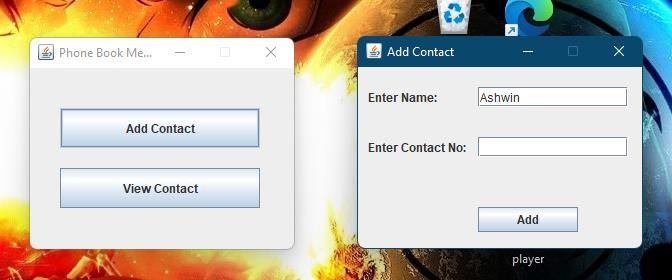 Phone Book Me...
Add Contact
View Contact
Add Contact
Enter Name:
Ashwin
Enter Contact No:
Add
player